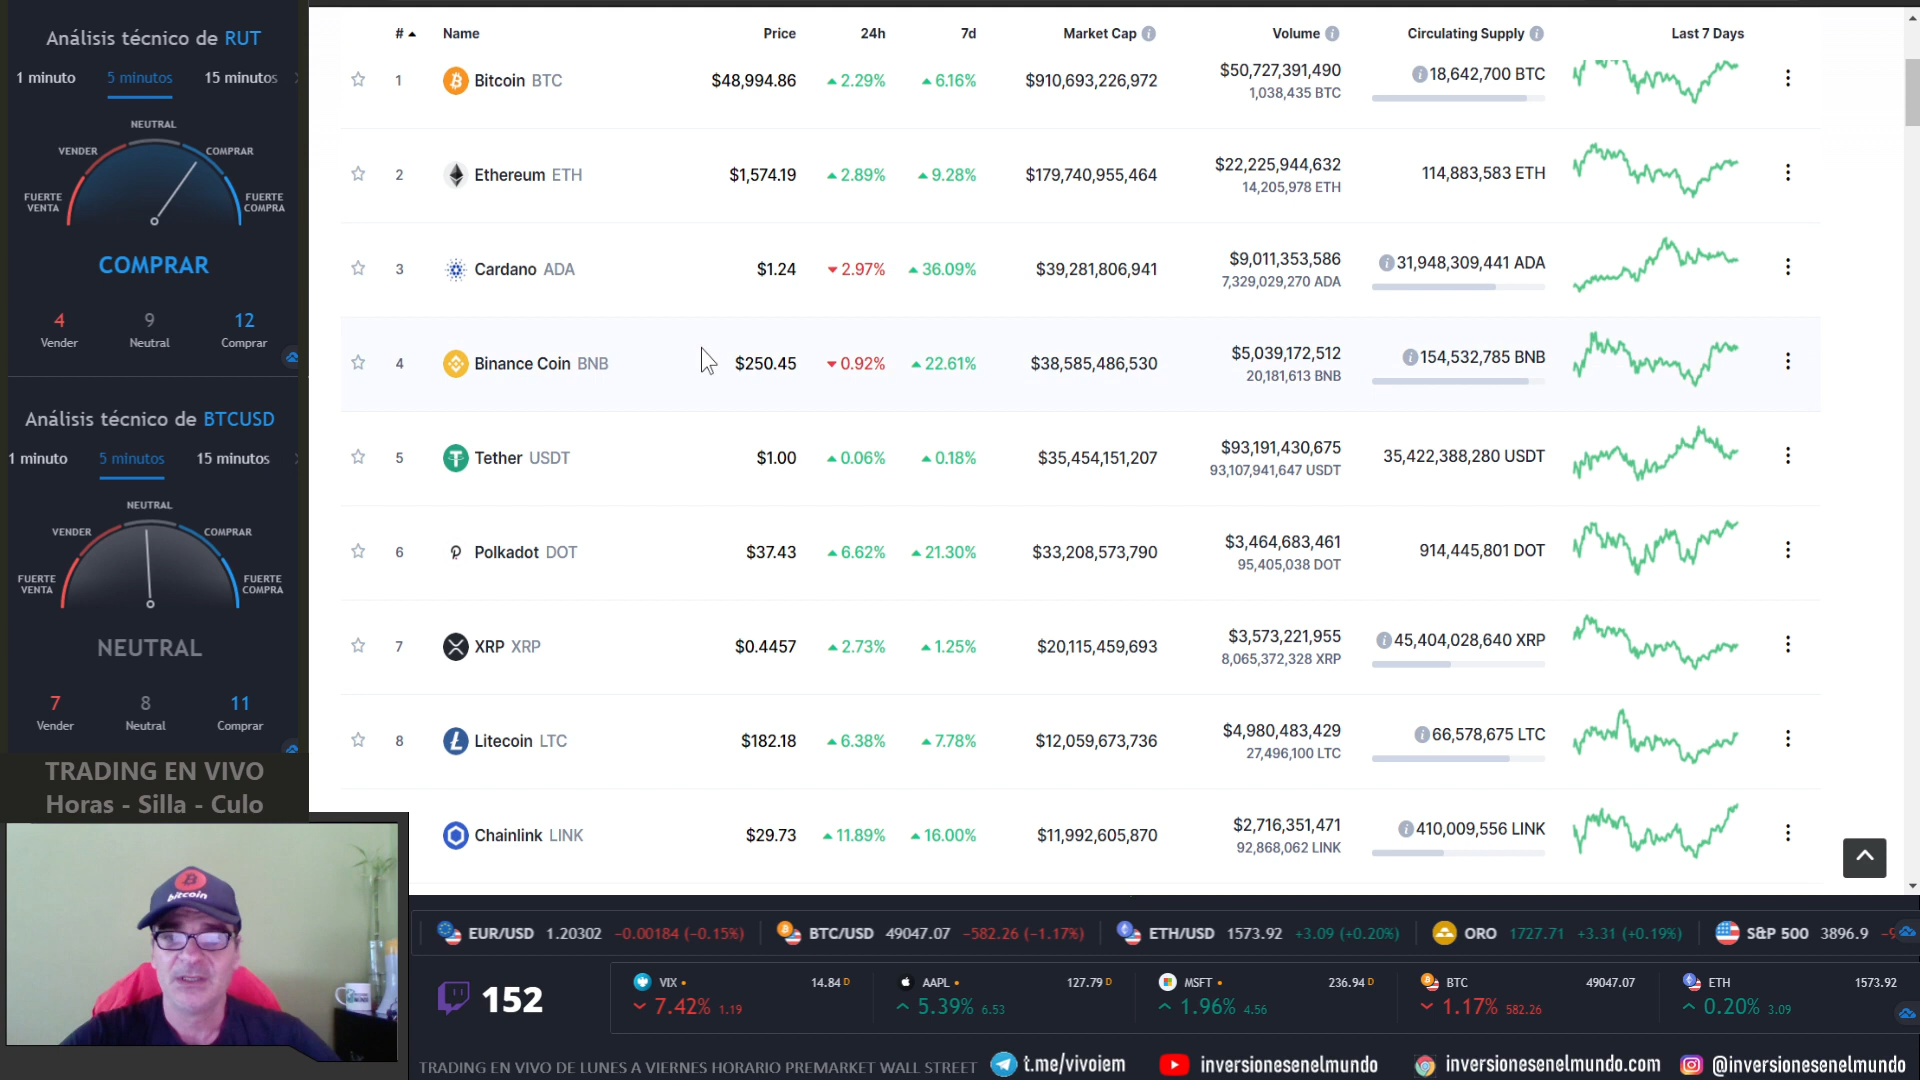 Análisis técnico de RUT
1 minuto 5 minutos 15 minutos
NEUTRAL
VENDER COMPRAR
FUERTE VENTA FUERTE COMPRA
COMPRAR
4 9 12
Vender Neutral Comprar
Análisis técnico de BTCUSD
1 minuto 5 minutos 15 minutos
NEUTRAL
VENDER COMPRAR
FUERTE VENTA FUERTE COMPRA
NEUTRAL
7 8 11
Vender Neutral Comprar
TRADING EN VIVO
Horas - Silla - Culo
bitcoin
# Name Price 24h 7d Market Cap Volume Circulating Supply Last 7 Days
1 Bitcoin BTC $48,994.86 2.29% 6.16% $910,693,226,972 $50,727,391,490 18,642,700 BTC
1,038,435 BTC
2 Ethereum ETH $1,574.19 2.89% 9.28% $179,740,955,464 $22,225,944,632 114,883,583 ETH
14,205,978 ETH
3 Cardano ADA $1.24 2.97% 36.09% $39,281,806,941 $9,011,353,586 31,948,309,441 ADA
7,329,029,270 ADA
4 Binance Coin BNB $250.45 0.92% 22.61% $38,585,486,530 $5,039,172,512 154,532,785 BNB
20,181,613 BNB
5 Tether USDT $1.00 0.06% 0.18% $35,454,151,207 $93,191,430,675 35,422,388,280 USDT
93,107,941,647 USDT
6 Polkadot DOT $37.43 6.62% 21.30% $33,208,573,790 $3,464,683,461 914,445,801 DOT
95,405,038 DOT
7 XRP XRP $0.4457 2.73% 1.25% $20,115,459,693 $3,573,221,955 45,404,028,640 XRP
8,065,372,328 XRP
8 Litecoin LTC $182.18 6.38% 7.78% $12,059,673,736 $4,980,483,429 66,578,675 LTC
27,496,100 LTC
Chainlink LINK $29.73 11.89% 16.00% $11,992,605,870 $2,716,351,471 410,009,556 LINK
92,868,062 LINK
EUR/USD 1.20302 −0.00184 (−0.15%) BTC/USD 49047.07 −582.26 (−1.17%) ETH/USD 1573.92 +3.09 (+0.20%) ORO 1727.71 +3.31 (+0.19%) S&P 500 3896.9
152
VIX 14.84 D AAPL 127.79 D MSFT 236.94 D BTC 49047.07 ETH 1573.92
7.42% 1.19 5.39% 6.53 1.96% 4.56 1.17% 582.26 0.20% 3.09
TRADING EN VIVO DE LUNES A VIERNES HORARIO PREMARKET WALL STREET t.me/vivoiem inversionesenelmundo inversionesenelmundo.com @inversionesenelmundo